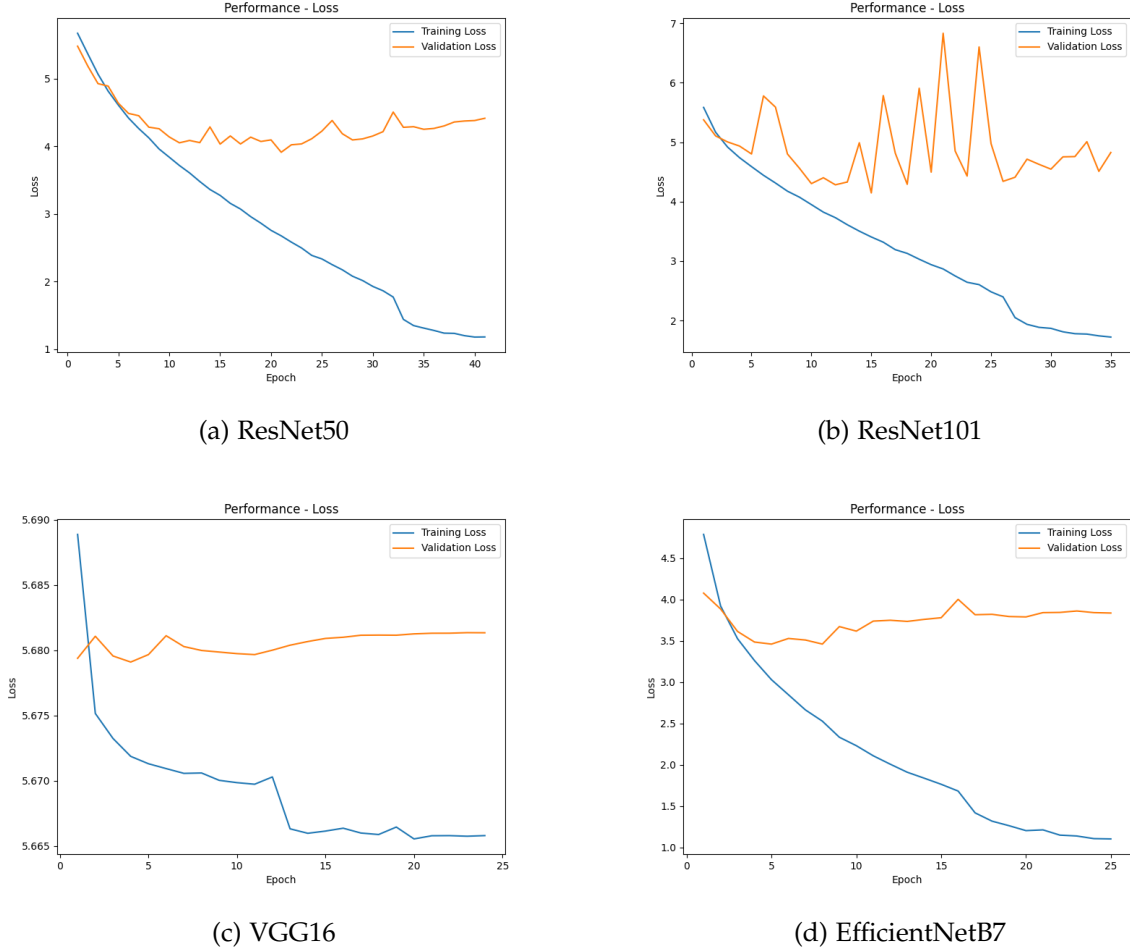 Performance - Loss
Training Loss
Validation Loss
5
4
3
2
1
Loss
0 5 10 15 20 25 30 35 40
Epoch
(a) ResNet50
Performance - Loss
Training Loss
Validation Loss
7
6
5
4
3
2
Loss
0 5 10 15 20 25 30 35
Epoch
(b) ResNet101
Performance - Loss
Training Loss
Validation Loss
5.690
5.685
5.680
5.675
5.670
5.665
Loss
0 5 10 15 20 25
Epoch
(c) VGG16
Performance - Loss
Training Loss
Validation Loss
4.5
4.0
3.5
3.0
2.5
2.0
1.5
1.0
Loss
0 5 10 15 20 25
Epoch
(d) EfficientNetB7